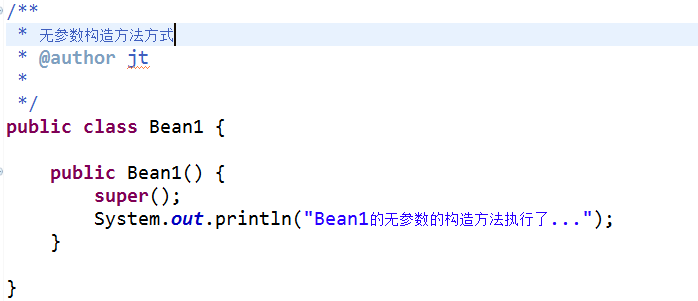 /**
 * 无参数构造方法方式
 * @author jt
 *
 */
public class Bean1 {
    public Bean1() {
        super();
        System.out.println("Bean1的无参数的构造方法执行了...");
    }
}